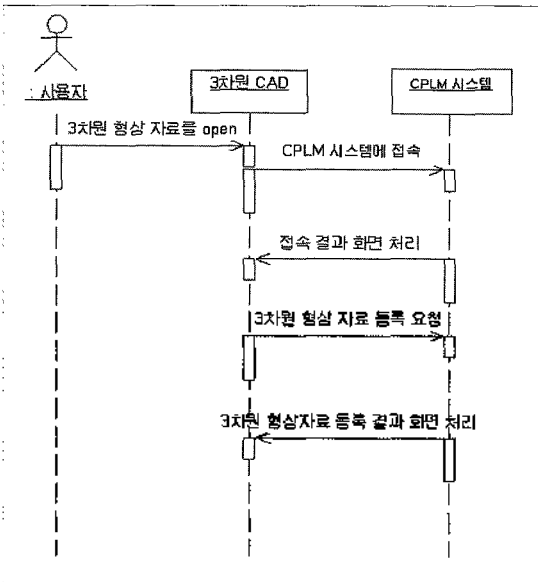 : 사용자
3차원 CAD
CPLM 시스템
3차원 형상 자료를 open
CPLM 시스템에 접속
접속 결과 화면 처리
3차원 형상 자료 등록 요청
3차원 형상자료 등록 결과 화면 처리